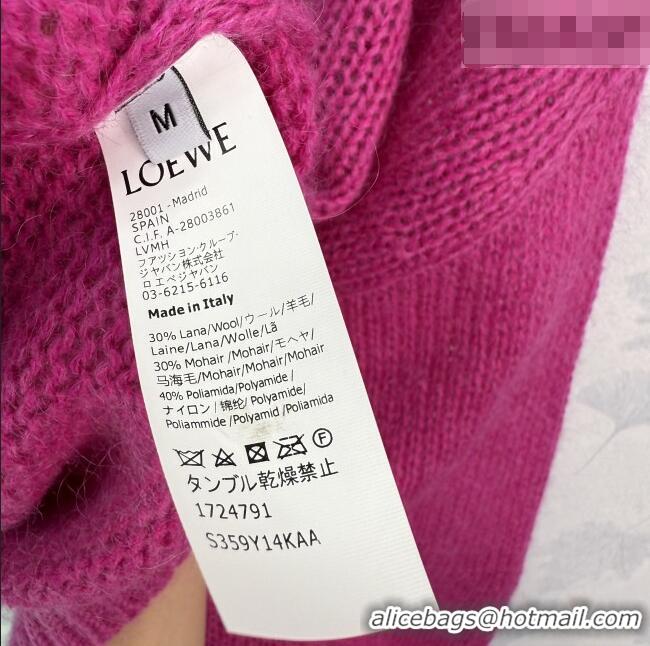 M
LOEWE
28001 - Madrid
SPAIN
C.I.F. A-28003861
LVMH
ファッション・グループ・
ジャパン株式会社
ロエベジャパン
03-6215-6116
Made in Italy
30% Lana/Wool/ウール/羊毛/
Laine/Lana/Wolle/Lã
30% Mohair /Mohair/モヘヤ/
马海毛/Mohair/Mohair/Mohair
40% Poliamida/Polyamide/
ナイロン/锦纶/Polyamide/
Poliammide /Polyamid /Poliamida
F
タンブル乾燥禁止
1724791
S359Y14KAA
alicebags@hotmail.com